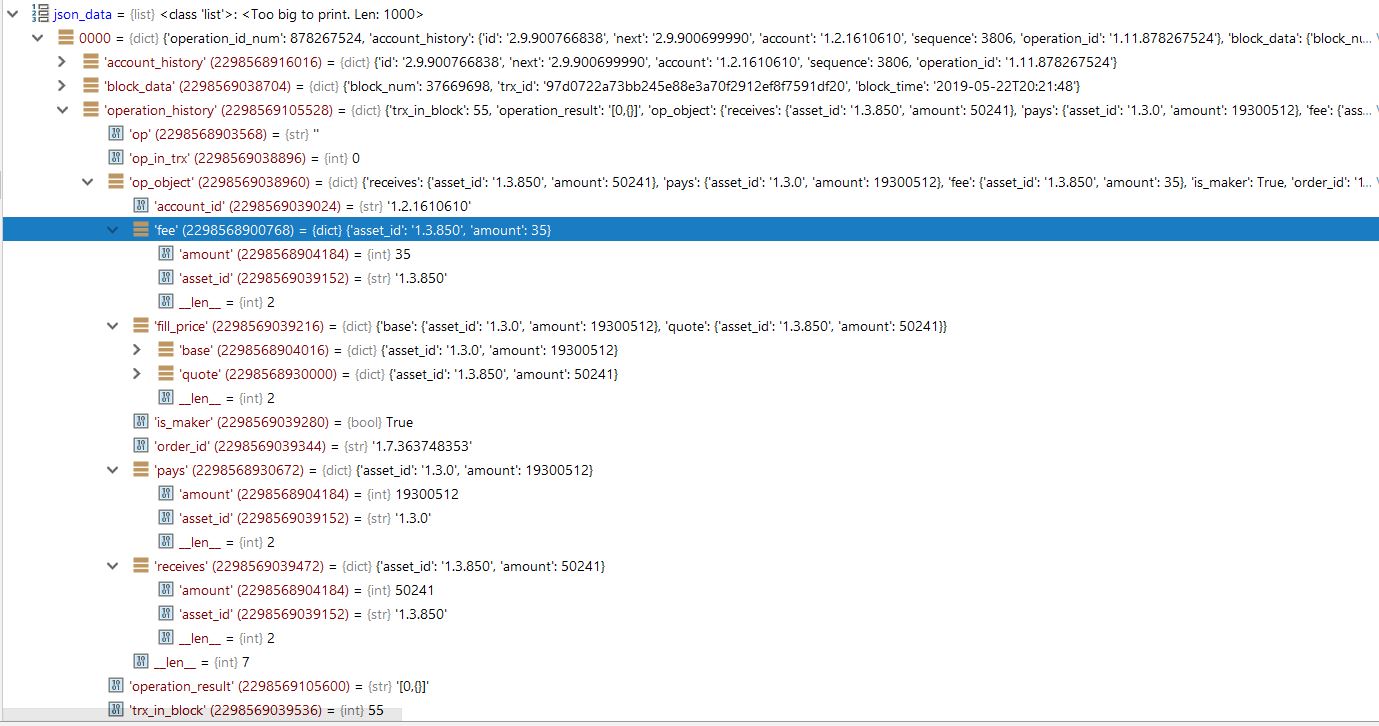 json_data = {list} <class 'list'>: <Too big to print. Len: 1000>
0000 = {dict} {'operation_id_num': 878267524, 'account_history': {'id': '2.9.900766838', 'next': '2.9.900699990', 'account': '1.2.1610610', 'sequence': 3806, 'operation_id': '1.11.878267524'}, 'block_data': {'block_nu...
'account_history' (2298568916016) = {dict} {'id': '2.9.900766838', 'next': '2.9.900699990', 'account': '1.2.1610610', 'sequence': 3806, 'operation_id': '1.11.878267524'}
'block_data' (2298569038704) = {dict} {'block_num': 37669698, 'trx_id': '97d0722a73bb245e88e3a70f2912ef8f7591df20', 'block_time': '2019-05-22T20:21:48'}
'operation_history' (2298569105528) = {dict} {'trx_in_block': 55, 'operation_result': '[0,{}]', 'op_object': {'receives': {'asset_id': '1.3.850', 'amount': 50241}, 'pays': {'asset_id': '1.3.0', 'amount': 19300512}, 'fee': {'ass...
'op' (2298568903568) = {str} ''
'op_in_trx' (2298569038896) = {int} 0
'op_object' (2298569038960) = {dict} {'receives': {'asset_id': '1.3.850', 'amount': 50241}, 'pays': {'asset_id': '1.3.0', 'amount': 19300512}, 'fee': {'asset_id': '1.3.850', 'amount': 35}, 'is_maker': True, 'order_id': '1...
'account_id' (2298569039024) = {str} '1.2.1610610'
'fee' (2298568900768) = {dict} {'asset_id': '1.3.850', 'amount': 35}
'amount' (2298568904184) = {int} 35
'asset_id' (2298569039152) = {str} '1.3.850'
__len__ = {int} 2
'fill_price' (2298569039216) = {dict} {'base': {'asset_id': '1.3.0', 'amount': 19300512}, 'quote': {'asset_id': '1.3.850', 'amount': 50241}}
'base' (2298568904016) = {dict} {'asset_id': '1.3.0', 'amount': 19300512}
'quote' (2298568930000) = {dict} {'asset_id': '1.3.850', 'amount': 50241}
__len__ = {int} 2
'is_maker' (2298569039280) = {bool} True
'order_id' (2298569039344) = {str} '1.7.363748353'
'pays' (2298568930672) = {dict} {'asset_id': '1.3.0', 'amount': 19300512}
'amount' (2298568904184) = {int} 19300512
'asset_id' (2298569039152) = {str} '1.3.0'
__len__ = {int} 2
'receives' (2298569039472) = {dict} {'asset_id': '1.3.850', 'amount': 50241}
'amount' (2298568904184) = {int} 50241
'asset_id' (2298569039152) = {str} '1.3.850'
__len__ = {int} 2
__len__ = {int} 7
'operation_result' (2298569105600) = {str} '[0,{}]'
'trx_in_block' (2298569039536) = {int} 55